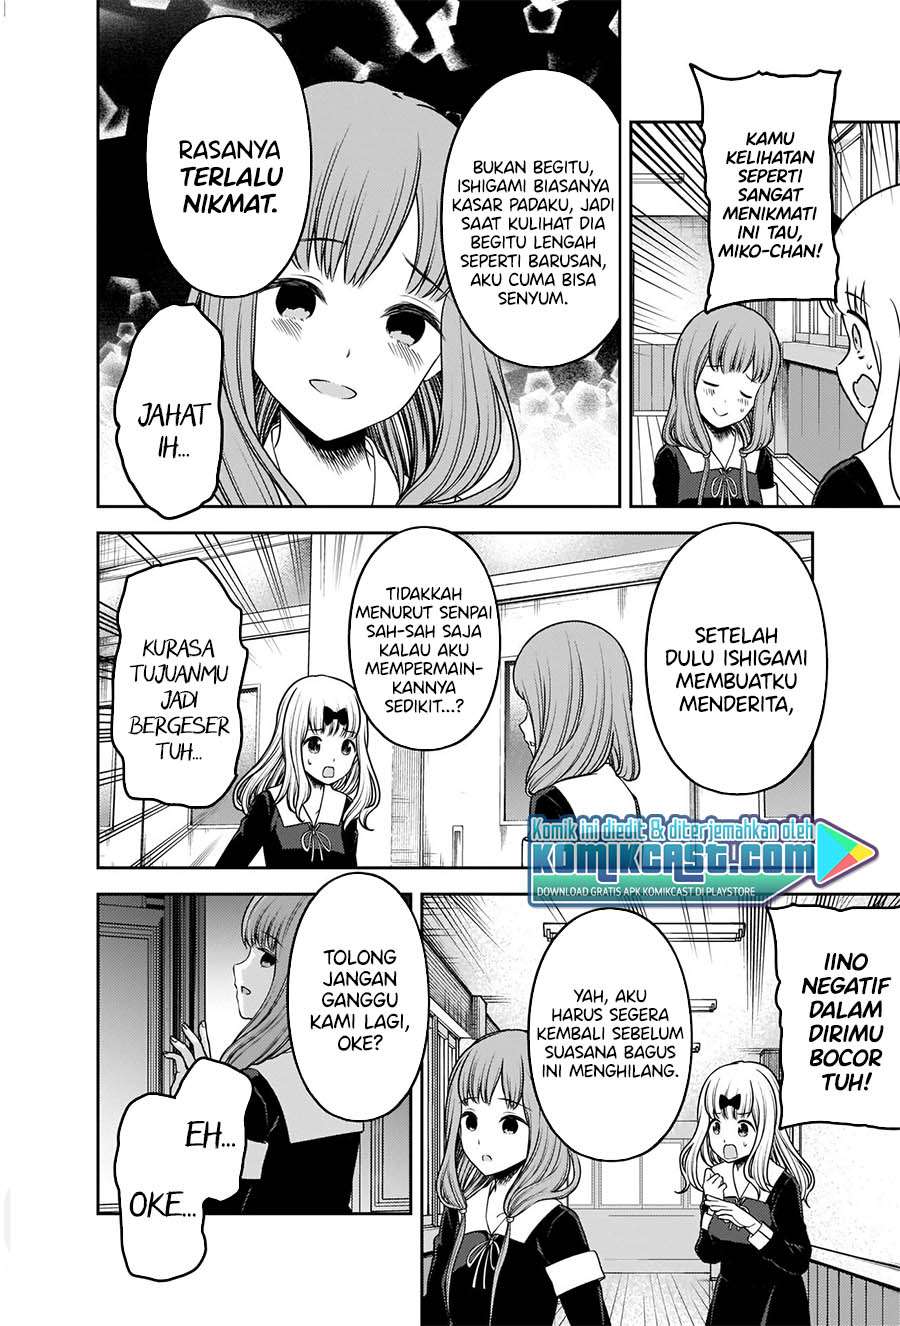 KAMU
KELIHATAN
SEPERTI
SANGAT
MENIKMATI
INI TAU,
MIKO-CHAN!
BUKAN BEGITU,
ISHIGAMI BIASANYA
KASAR PADAKU, JADI
SAAT KULIHAT DIA
BEGITU LENGAH
SEPERTI BARUSAN,
AKU CUMA BISA
SENYUM.
RASANYA
TERLALU
NIKMAT.
JAHAT
IH...
SETELAH
DULU ISHIGAMI
MEMBUATKU
MENDERITA,
TIDAKKAH
MENURUT SENPAI
SAH-SAH SAJA
KALAU AKU
MEMPERMAIN-
KANNYA
SEDIKIT...?
KURASA
TUJUANMU
JADI
BERGESER
TUH...
Komik ini diedit & diterjemahkan oleh
KOMIKCAST.COM
DOWNLOAD GRATIS APK KOMIKCAST DI PLAYSTORE
IINO
NEGATIF
DALAM
DIRIMU
BOCOR
TUH!
YAH, AKU
HARUS SEGERA
KEMBALI SEBELUM
SUASANA BAGUS
INI MENGHILANG.
TOLONG
JANGAN
GANGGU
KAMI LAGI,
OKE?
EH...
OKE...